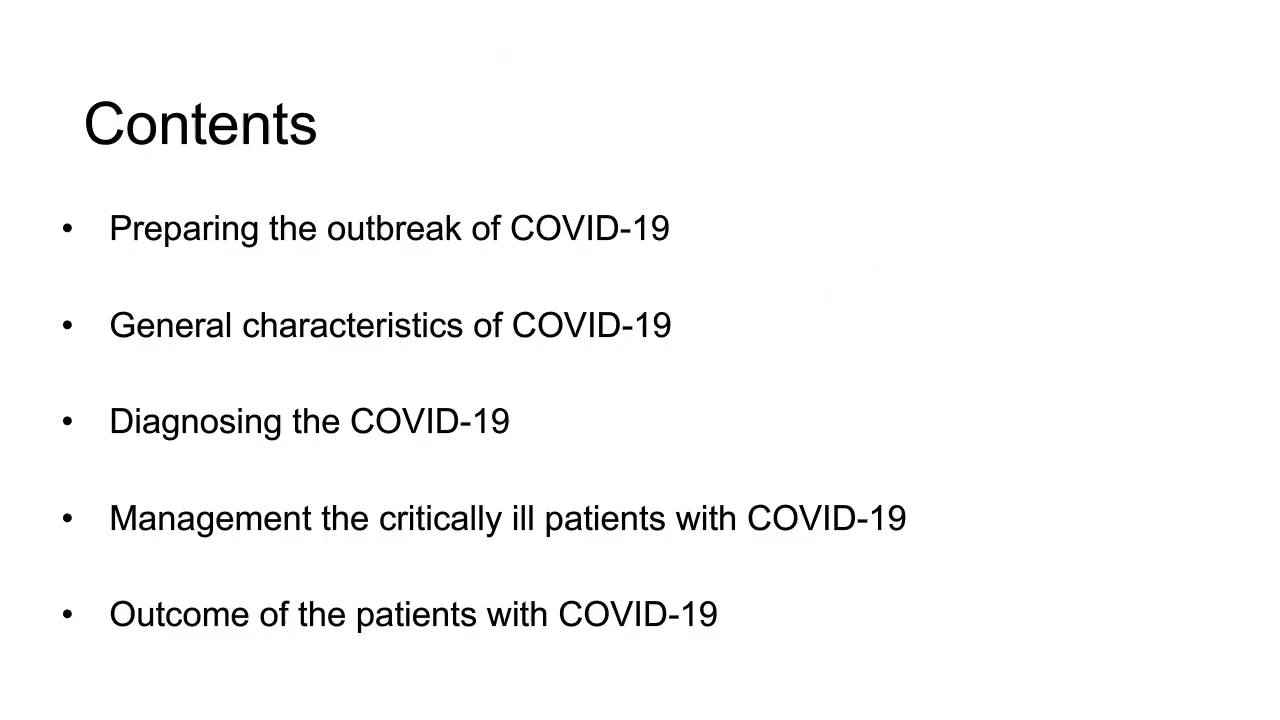 Contents
• Preparing the outbreak of COVID-19
• General characteristics of COVID-19
• Diagnosing the COVID-19
• Management the critically ill patients with COVID-19
• Outcome of the patients with COVID-19